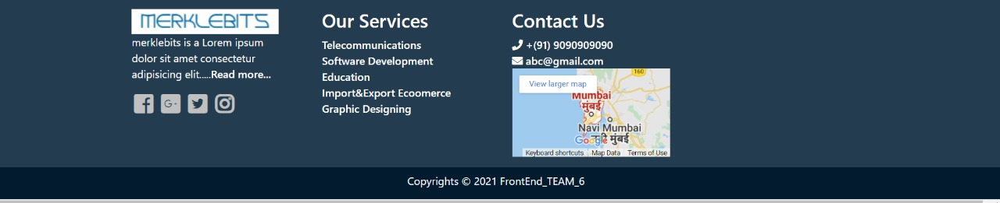 MERKLEBITS
merklebits is a Lorem ipsum
dolor sit amet consectetur
adipisicing elit.....Read more...
G+
Our Services
Telecommunications
Software Development
Education
Import&Export Ecoomerce
Graphic Designing
Contact Us
+(91) 9090909090
abc@gmail.com
View larger map
160
Mumbai
मुंबई
Navi Mumbai
Google
मुंबई
Keyboard shortcuts Map Data Terms of Use
Copyrights © 2021 FrontEnd_TEAM_6